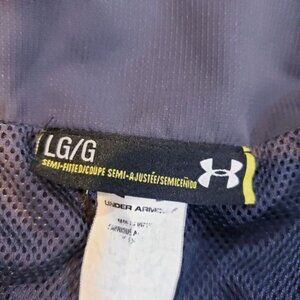 LG/G
SEMI-FITTED/COUPE SEMI-AJUSTÉE/SEMICEÑIDO
UNDER ARMOUR